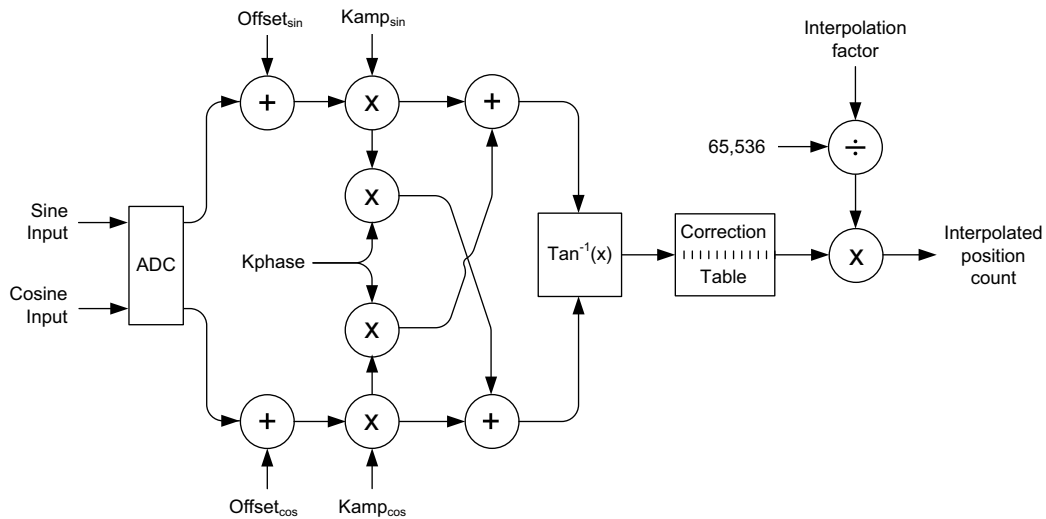 Offset_sin
Kamp_sin
Interpolation
factor
+
x
+
65,536
÷
x
Sine
Input
ADC
Kphase
Tan⁻¹(x)
Correction
Table
x
Interpolated
position
count
Cosine
Input
x
+
x
+
Offset_cos
Kamp_cos